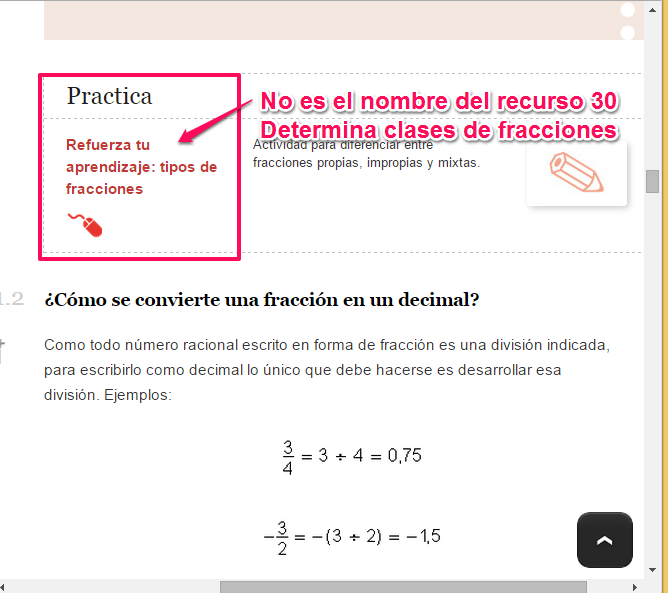 Practica
No es el nombre del recurso 30
Determina clases de fracciones
Refuerza tu
aprendizaje: tipos de
fracciones
Actividad para diferenciar entre
fracciones propias, impropias y mixtas.
1.2 ¿Cómo se convierte una fracción en un decimal?
Como todo número racional escrito en forma de fracción es una división indicada,
para escribirlo como decimal lo único que debe hacerse es desarrollar esa
división. Ejemplos:
3/4 = 3 ÷ 4 = 0,75
−3/2 = −(3 ÷ 2) = −1,5